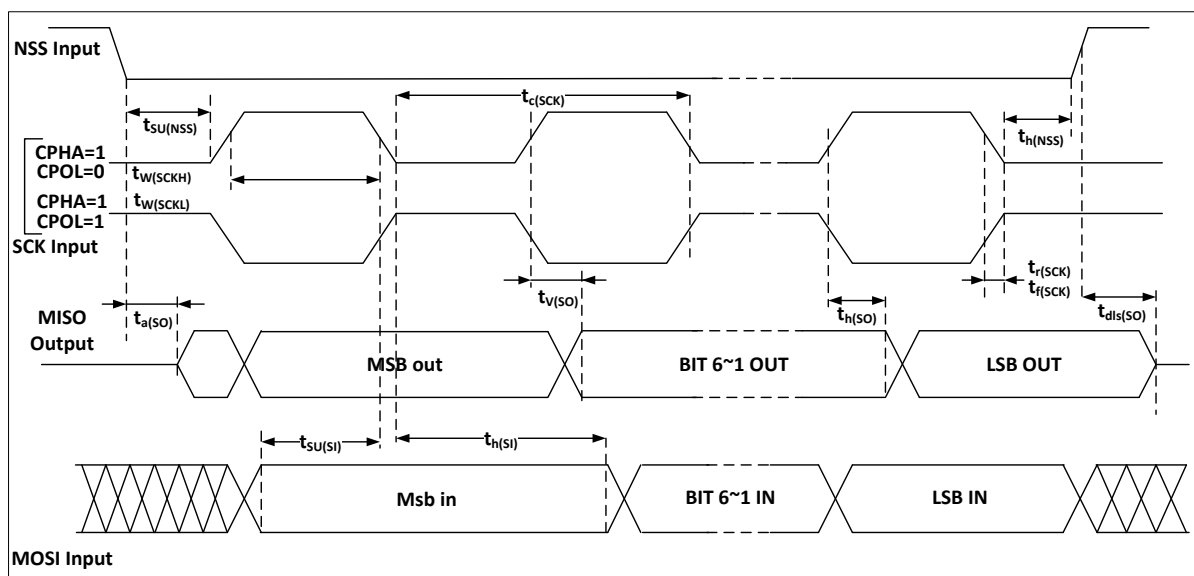 NSS Input
tc(SCK)
tSU(NSS)
th(NSS)
CPHA=1
CPOL=0
tW(SCKH)
CPHA=1
CPOL=1
tW(SCKL)
SCK Input
tr(SCK)
tf(SCK)
tV(SO)
ta(SO)
th(SO)
tdls(SO)
MISO
Output
MSB out
BIT 6~1 OUT
LSB OUT
tSU(SI)
th(SI)
Msb in
BIT 6~1 IN
LSB IN
MOSI Input